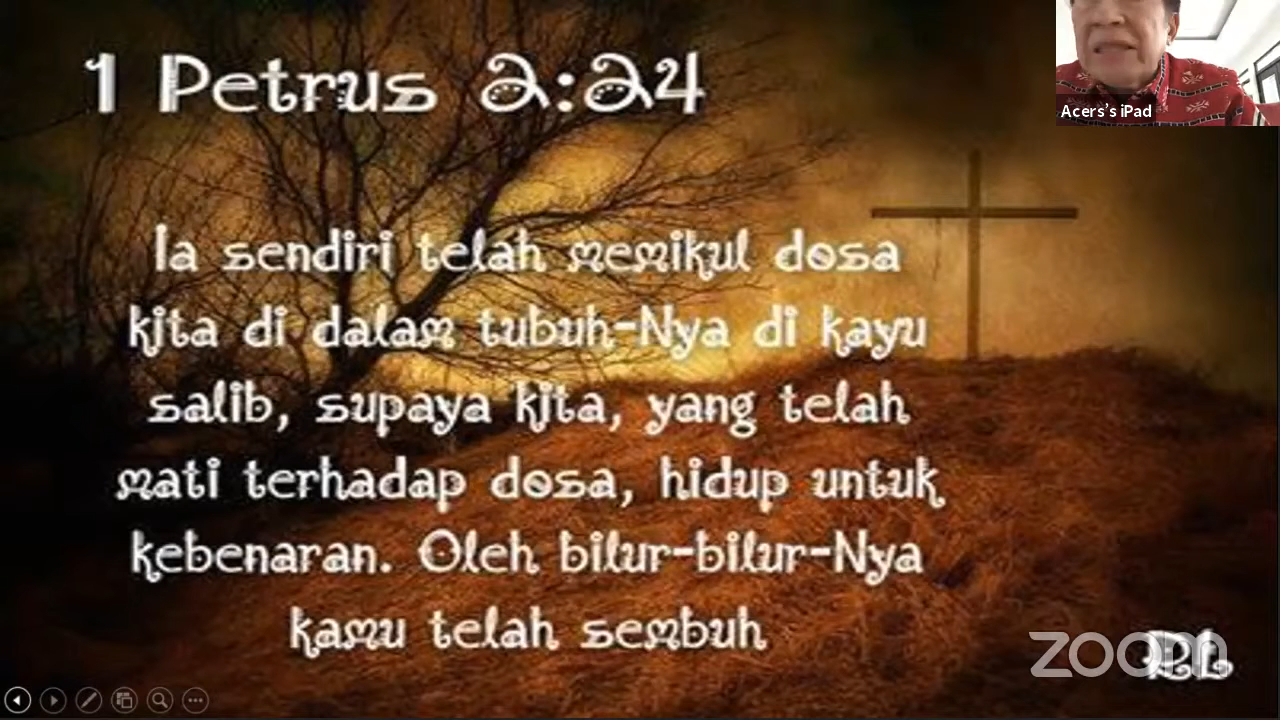 1 Petrus 2:24
Acers's iPad
Ia sendiri telah memikul dosa
kita di dalam tubuh-Nya di kayu
salib, supaya kita, yang telah
mati terhadap dosa, hidup untuk
kebenaran. Oleh bilur-bilur-Nya
kamu telah sembuh
zoom